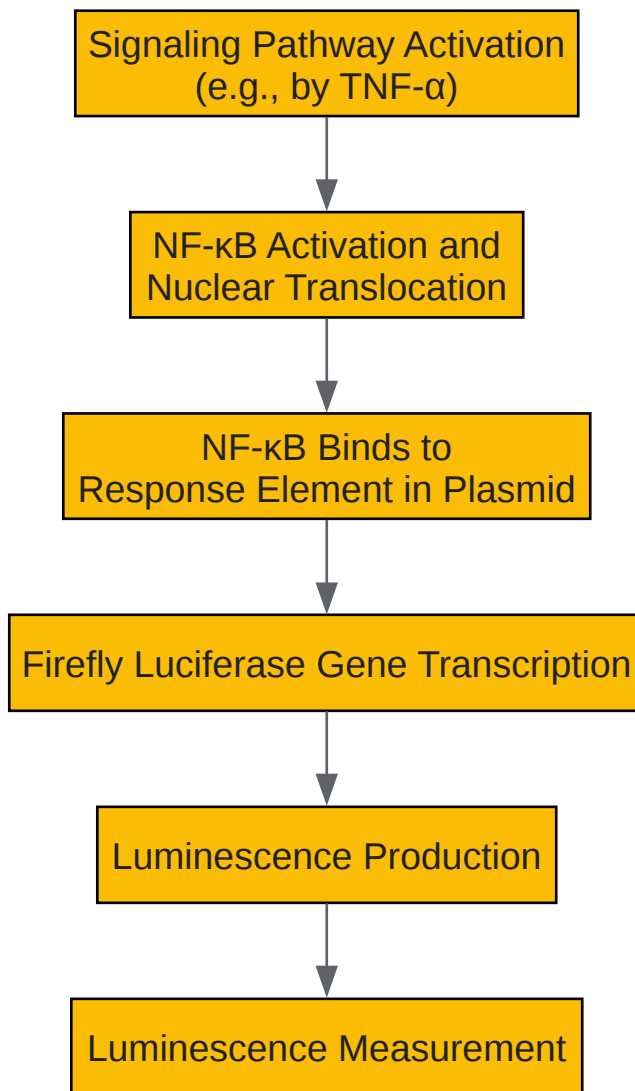 Signaling Pathway Activation
(e.g., by TNF-α)
NF-κB Activation and
Nuclear Translocation
NF-κB Binds to
Response Element in Plasmid
Firefly Luciferase Gene Transcription
Luminescence Production
Luminescence Measurement